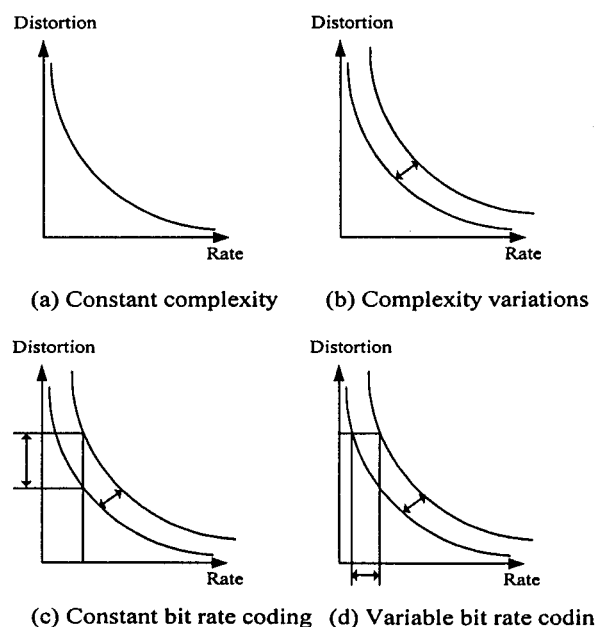 Distortion
Rate
(a) Constant complexity
Distortion
Rate
(b) Complexity variations
Distortion
Rate
(c) Constant bit rate coding
Distortion
Rate
(d) Variable bit rate codin